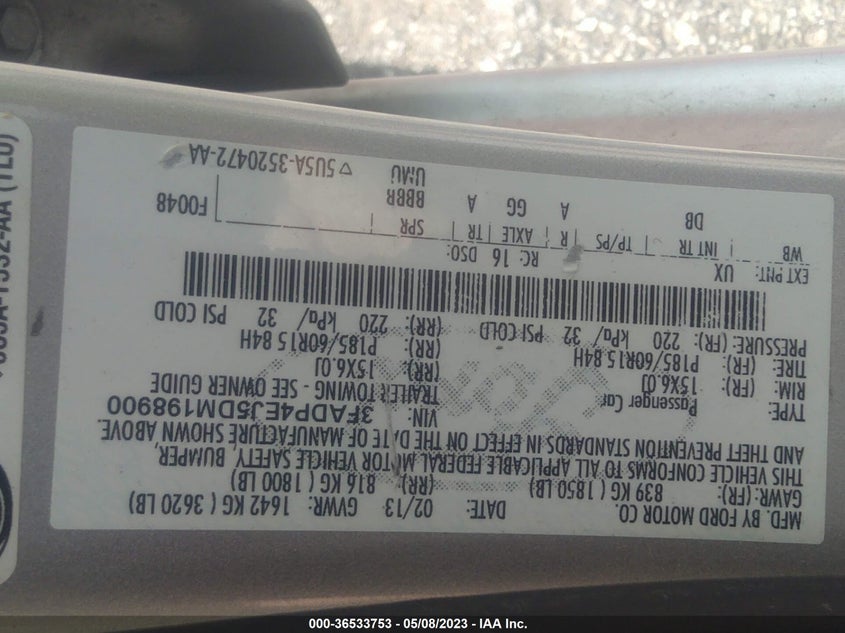 MFD. BY FORD MOTOR CO.
DATE: 02/13 GVWR: 1642 KG ( 3620 LB)
GAWR: (FR): 839 KG ( 1850 LB) (RR): 816 KG ( 1800 LB)
THIS VEHICLE CONFORMS TO ALL APPLICABLE FEDERAL MOTOR VEHICLE SAFETY, BUMPER,
AND THEFT PREVENTION STANDARDS IN EFFECT ON THE DATE OF MANUFACTURE SHOWN ABOVE.
VIN: 3FADP4EJ5DM198900
TYPE: Passenger Car TRAILER TOWING - SEE OWNER GUIDE
RIM: (FR): 15X6.0J (RR): 15X6.0J
TIRE: (FR): P185/60R15 84H (RR): P185/60R15 84H
PRESSURE: (FR): 220 kPa/ 32 PSI COLD (RR): 220 kPa/ 32 PSI COLD
EXT PNT: UX RC: 16 DSO:
WB INT TR TP/PS R AXLE TR SPR F0048
DB A GG A BBBR
UMG ▽ 5U5A-3520472-AA
(TLU)
000-36533753 - 05/08/2023 - IAA Inc.